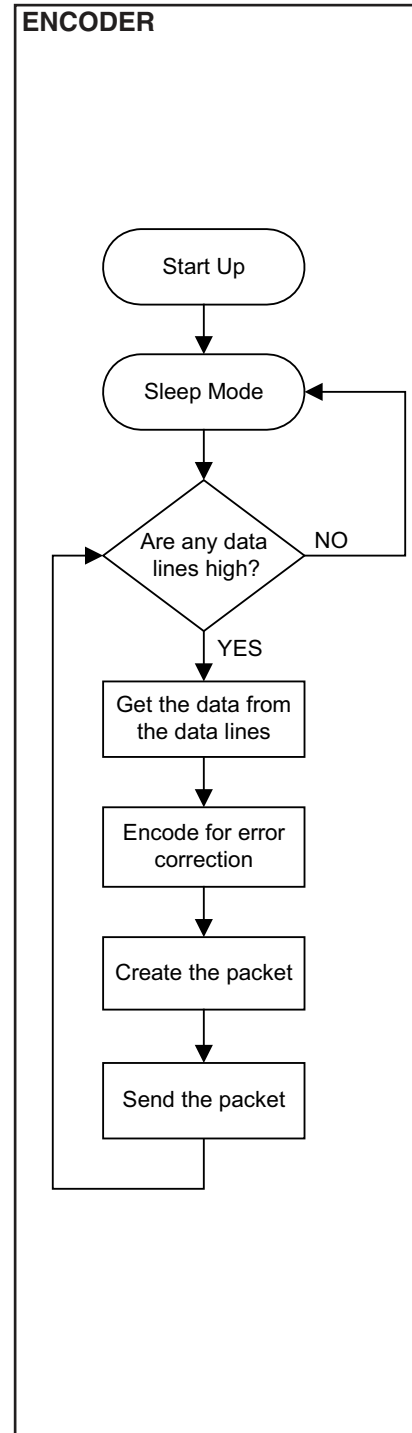 ENCODER
Start Up
Sleep Mode
Are any data
lines high?
NO
YES
Get the data from
the data lines
Encode for error
correction
Create the packet
Send the packet